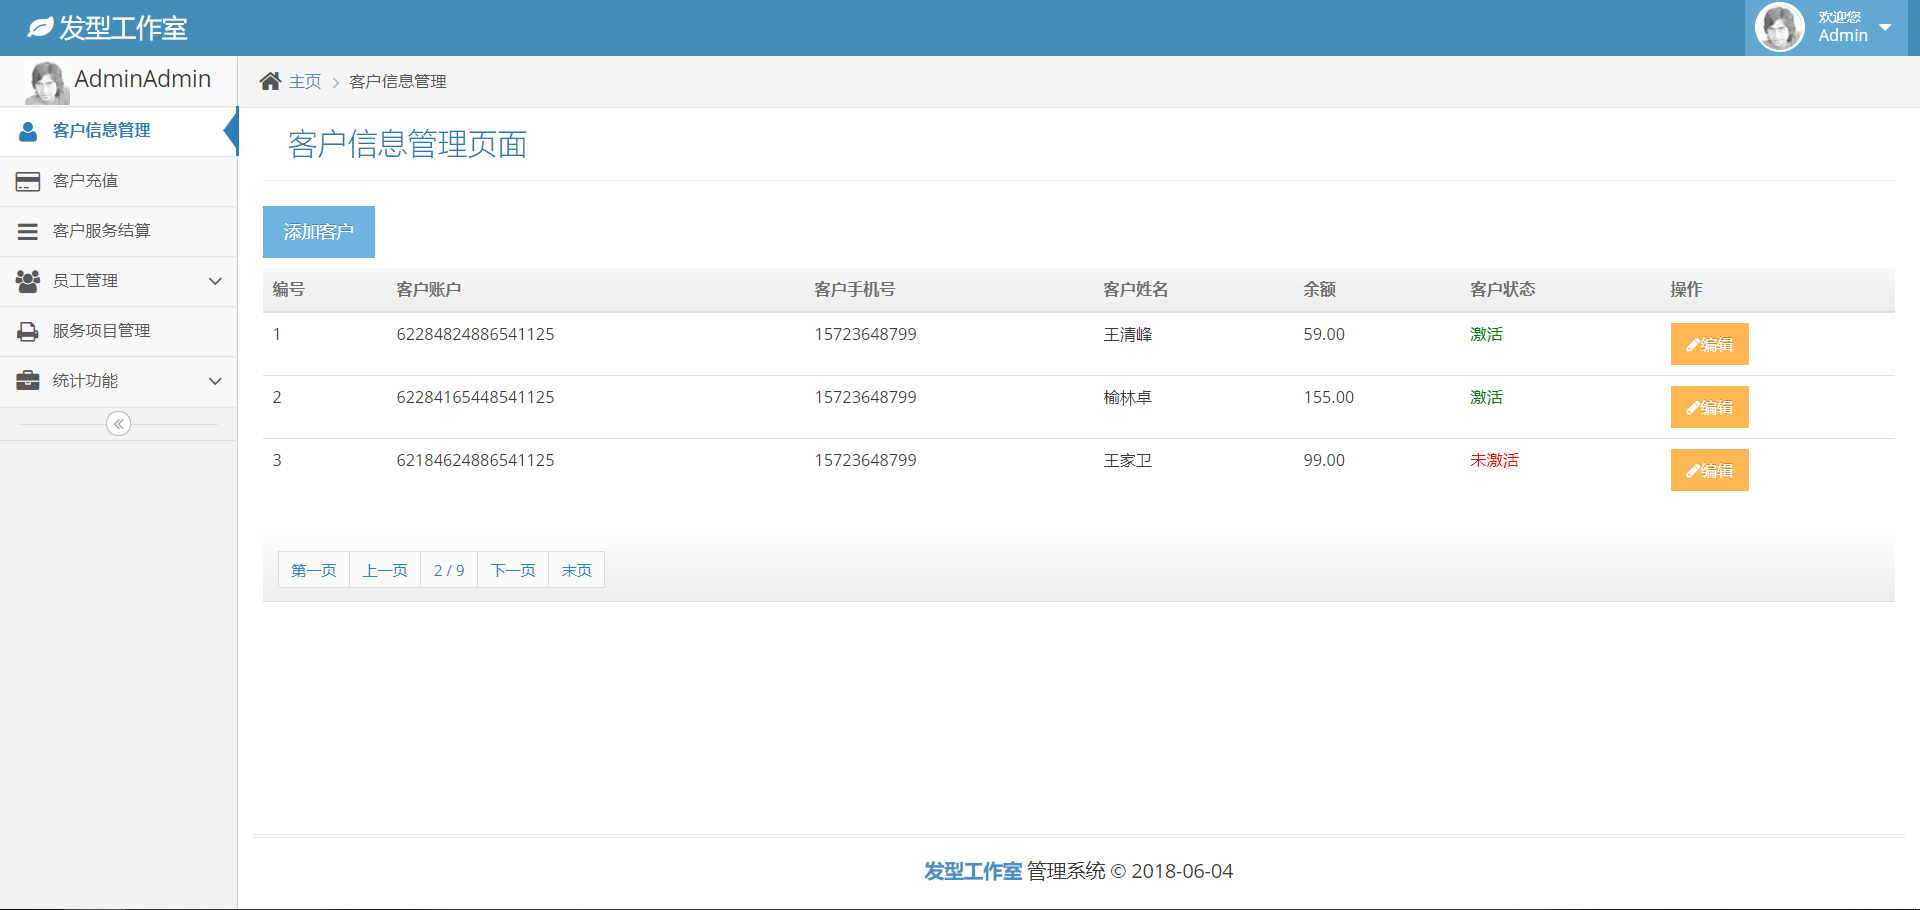 发型工作室
欢迎您
Admin
AdminAdmin
主页 > 客户信息管理
客户信息管理
客户充值
客户服务结算
员工管理
服务项目管理
统计功能
客户信息管理页面
添加客户
编号 客户账户 客户手机号 客户姓名 余额 客户状态 操作
1 62284824886541125 15723648799 王清峰 59.00 激活 编辑
2 62284165448541125 15723648799 榆林卓 155.00 激活 编辑
3 62184624886541125 15723648799 王家卫 99.00 未激活 编辑
第一页 上一页 2 / 9 下一页 末页
发型工作室 管理系统 © 2018-06-04